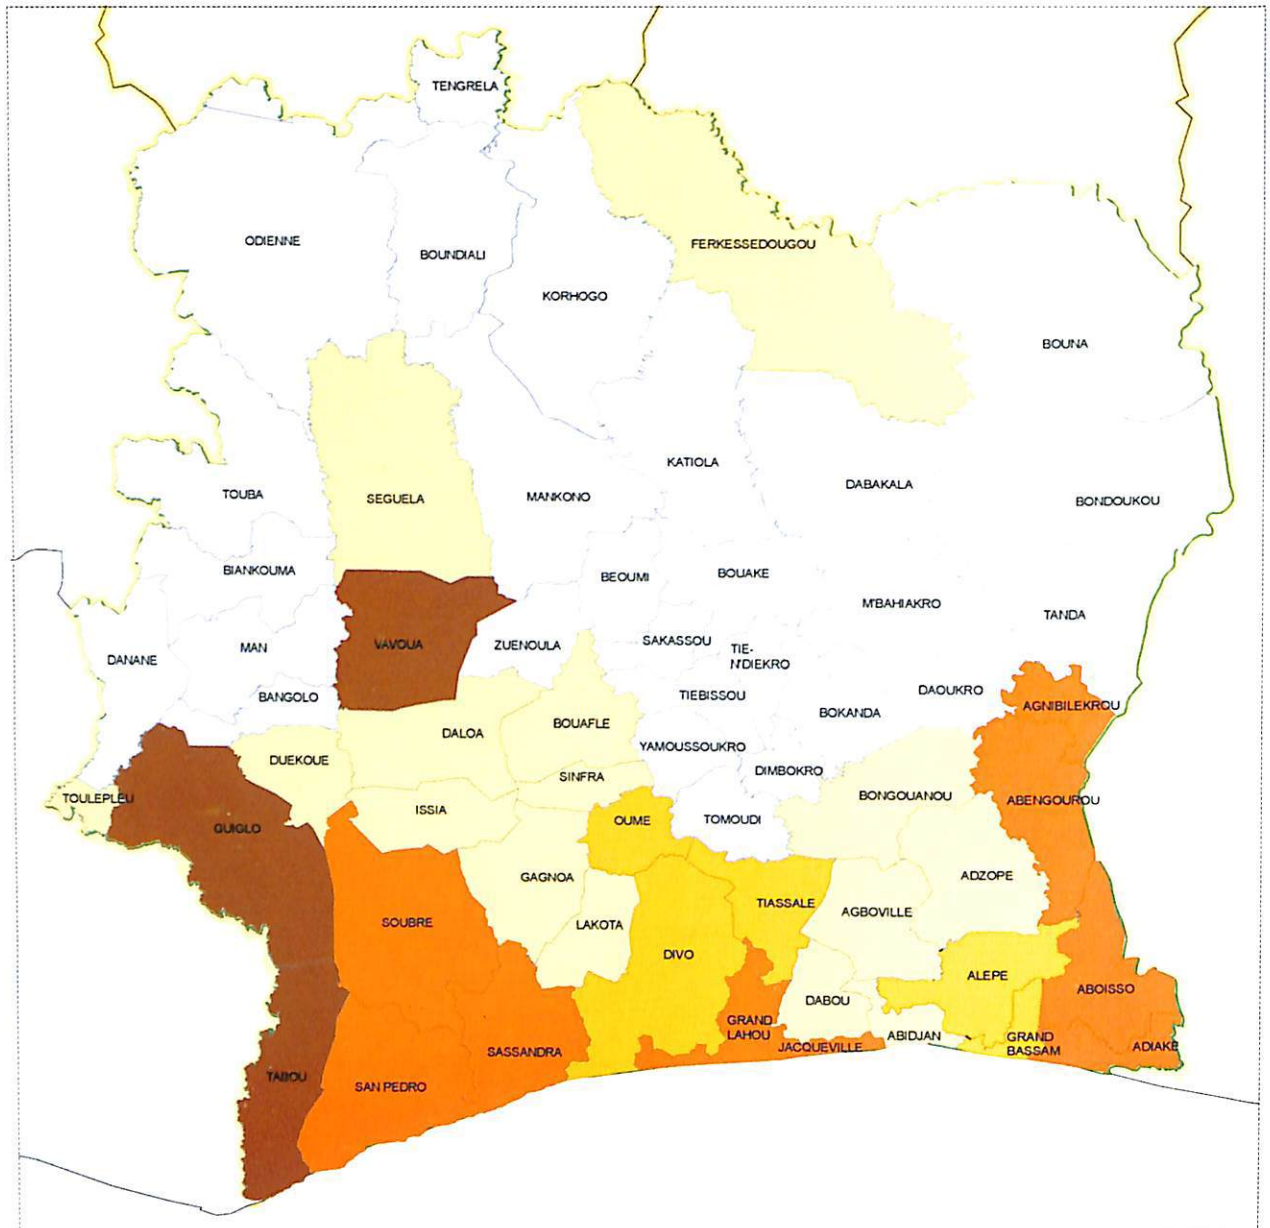 TENGRELA
ODIENNE
BOUNDIALI
FERKESSEDOUGOU
KORHOGO
BOUNA
KATIOLA
DABAKALA
TOUBA
SEGUELA
MANKONO
BONDOUKOU
BIANKOUMA
BEOUMI
BOUAKE
M'BAHIAKRO
TANDA
DANANE
MAN
VAVOUA
ZUENOULA
SAKASSOU
TIE-
N'DIEKRO
BANGOLO
TIEBISSOU
DAOUKRO
BOKANDA
AGNIBILEKROU
DALOA
BOUAFLE
YAMOUSSOUKRO
DUEKOUE
SINFRA
DIMBOKRO
TOULEPLEU
ISSIA
BONGOUANOU
ABENGOUROU
GUIGLO
OUME
TOMOUDI
GAGNOA
ADZOPE
SOUBRE
LAKOTA
TIASSALE
AGBOVILLE
DIVO
ALEPE
ABOISSO
DABOU
GRAND
LAHOU
ABIDJAN
GRAND
BASSAM
SASSANDRA
JACQUEVILLE
ADIAKE
TABOU
SAN PEDRO